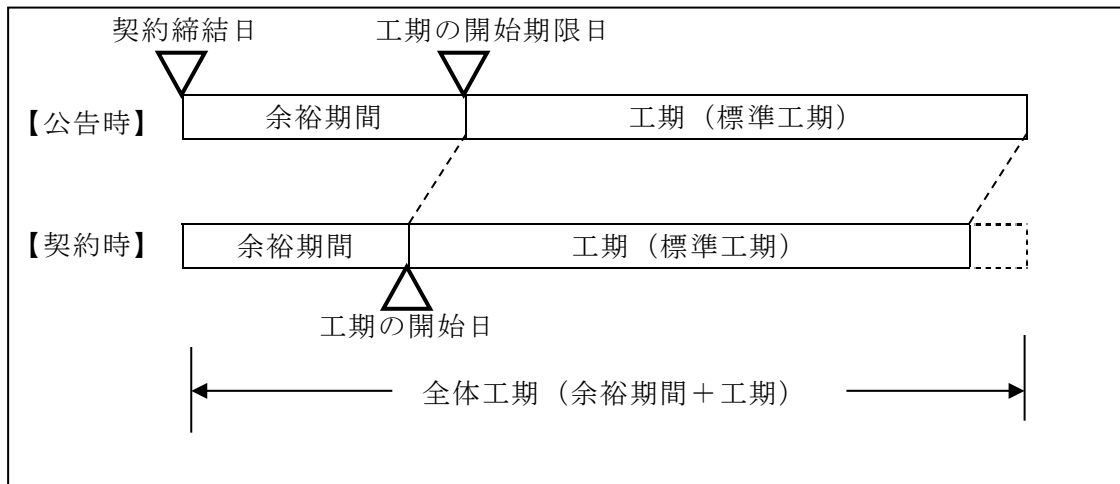 契約締結日 工期の開始期限日
【公告時】 余裕期間 工期（標準工期）
【契約時】 余裕期間 工期（標準工期）
工期の開始日
全体工期（余裕期間＋工期）